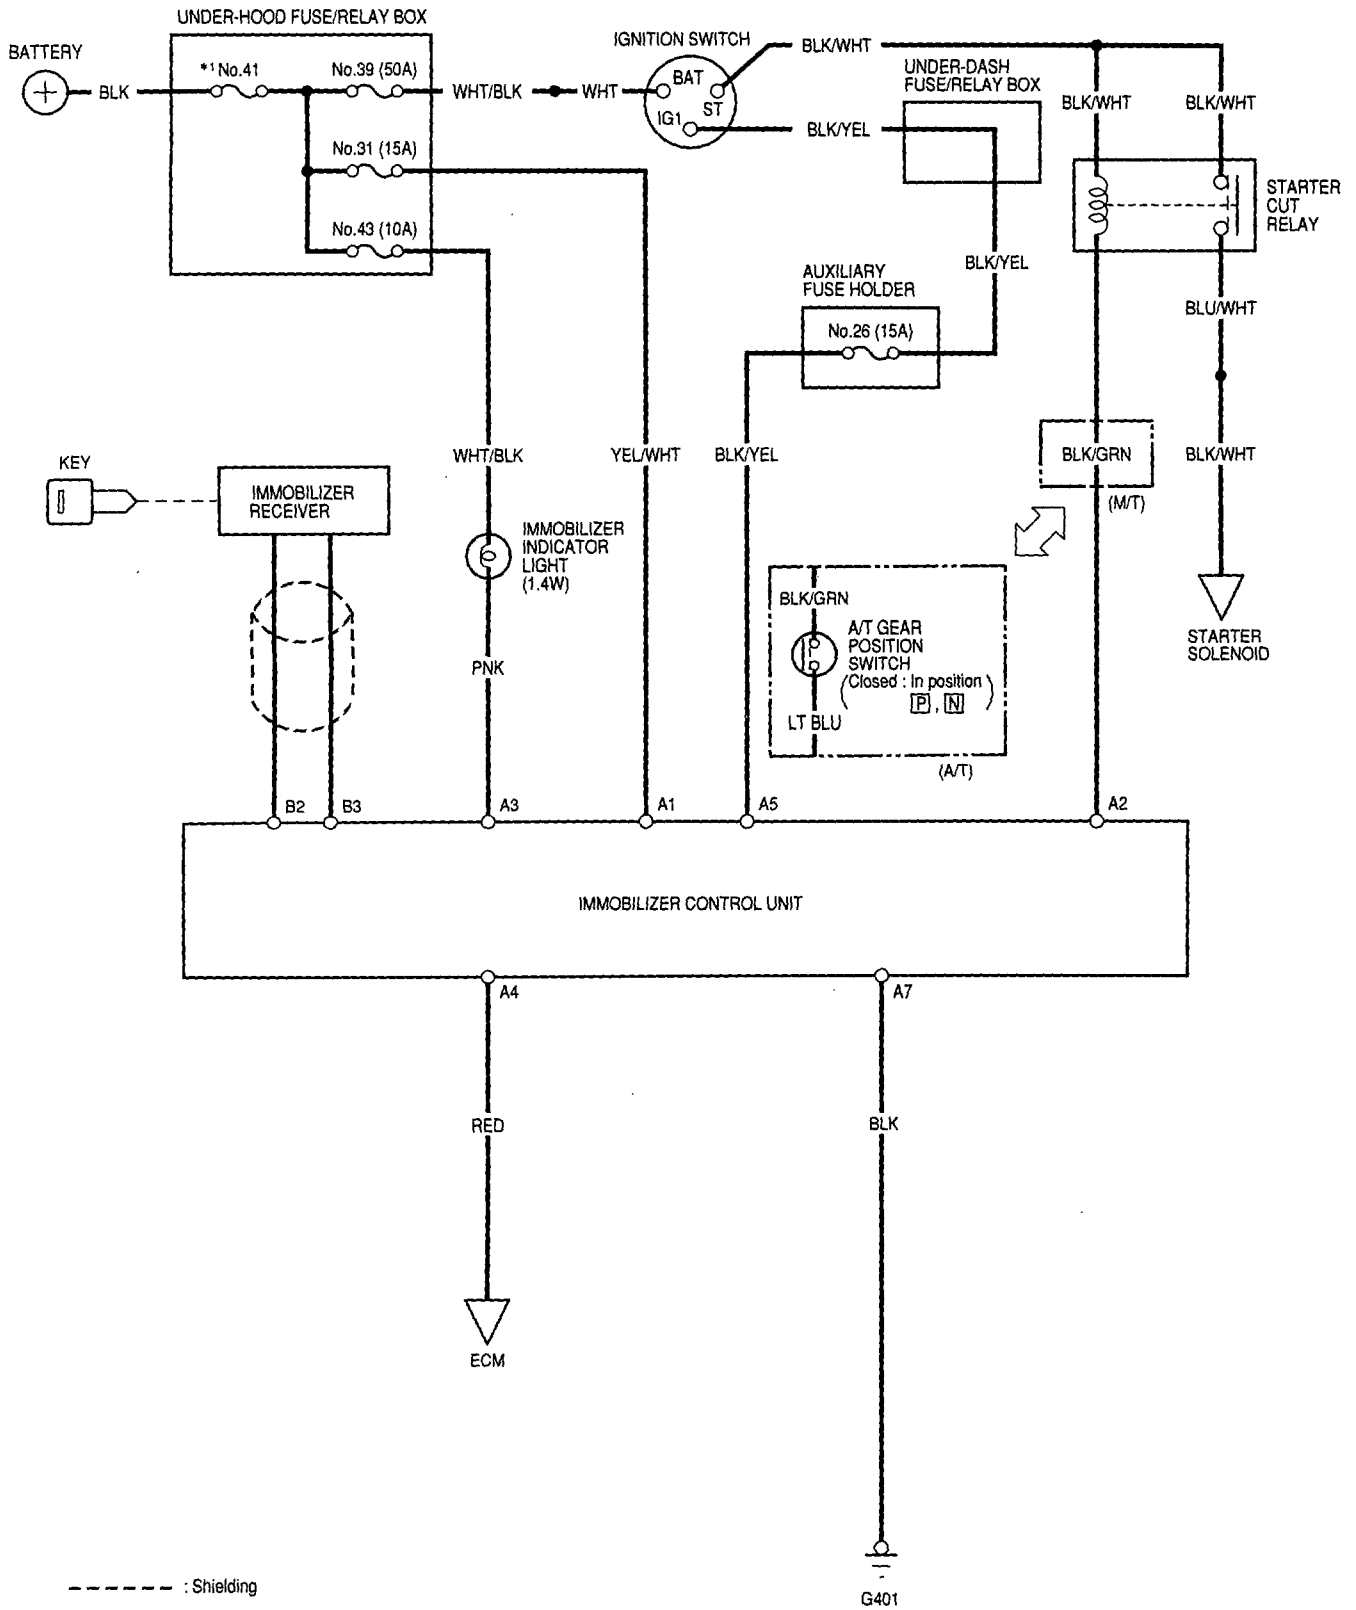 UNDER-HOOD FUSE/RELAY BOX
BATTERY
+
BLK
*1 No.41
No.39 (50A)
WHT/BLK
WHT
No.31 (15A)
No.43 (10A)
IGNITION SWITCH
BAT
ST
IG1
BLK/WHT
BLK/YEL
UNDER-DASH
FUSE/RELAY BOX
BLK/WHT
BLK/WHT
STARTER
CUT
RELAY
BLK/YEL
AUXILIARY
FUSE HOLDER
No.26 (15A)
BLU/WHT
WHT/BLK
YEL/WHT
BLK/YEL
BLK/GRN
(M/T)
BLK/WHT
KEY
IMMOBILIZER
RECEIVER
IMMOBILIZER
INDICATOR
LIGHT
(1.4W)
PNK
BLK/GRN
A/T GEAR
POSITION
SWITCH
(Closed : In position
P , N)
LT BLU
(A/T)
STARTER
SOLENOID
B2
B3
A3
A1
A5
A2
IMMOBILIZER CONTROL UNIT
A4
A7
RED
BLK
ECM
G401
: Shielding